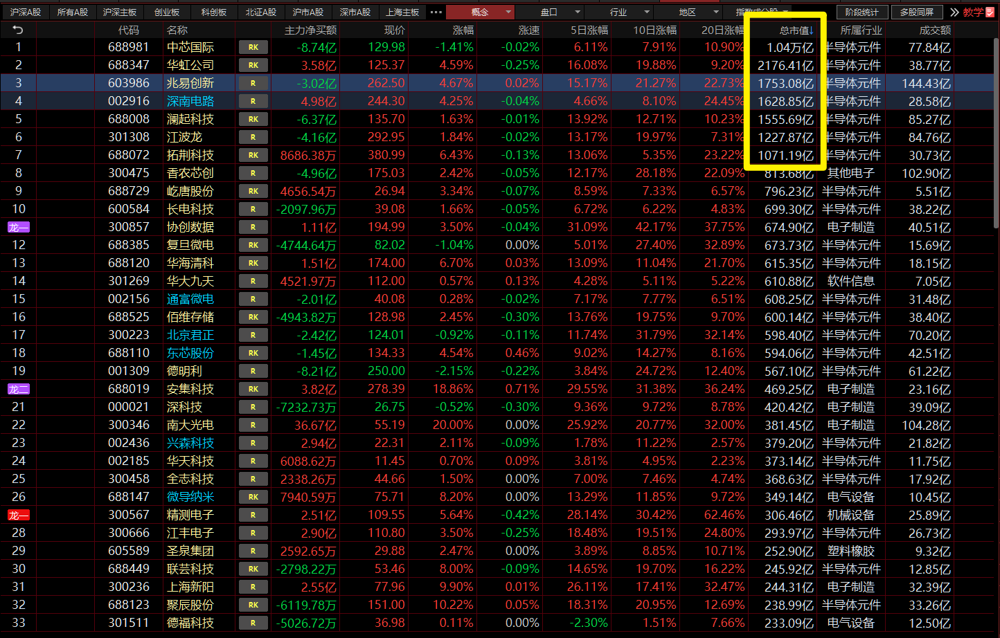 沪深A股 所有A股 沪深主板 创业板 科创板 北证A股 沪市A股 深市A股 上海主板 ••• 概念 盘口 行业 地区 指数成分股 阶段统计 多股同屏 教学
代码 名称 主力净买额 现价 涨幅 涨速 5日涨幅 10日涨幅 20日涨幅 总市值↓ 所属行业 成交额
1 688981 中芯国际 RK -8.74亿 129.98 -1.41% -0.02% 6.11% 7.91% 10.90% 1.04万亿 半导体元件 77.84亿
2 688347 华虹公司 RK 3.58亿 125.37 4.59% -0.25% 16.08% 19.88% 9.20% 2176.41亿 半导体元件 38.77亿
3 603986 兆易创新 R -3.02亿 262.50 4.67% 0.02% 15.17% 21.27% 22.73% 1753.08亿 半导体元件 144.43亿
4 002916 深南电路 R 4.98亿 244.30 4.25% -0.04% 4.66% 8.10% 24.45% 1628.85亿 半导体元件 28.58亿
5 688008 澜起科技 RK -6.37亿 135.70 1.63% -0.01% 13.92% 12.71% 10.23% 1555.69亿 半导体元件 85.27亿
6 301308 江波龙 R -4.16亿 292.95 1.84% -0.02% 13.17% 19.97% 7.31% 1227.87亿 半导体元件 84.76亿
7 688072 拓荆科技 RK 8686.38万 380.99 6.43% -0.13% 13.06% 5.35% 23.22% 1071.19亿 半导体元件 30.73亿
8 300475 香农芯创 R -4.96亿 175.03 2.42% -0.05% 12.17% 28.18% 22.09% 813.68亿 其他电子 102.90亿
9 688729 屹唐股份 RK 4656.54万 26.94 3.34% -0.07% 8.59% 7.33% 6.57% 796.23亿 半导体元件 5.51亿
10 600584 长电科技 R -2097.96万 39.08 1.66% -0.05% 6.72% 6.22% 4.83% 699.30亿 半导体元件 38.22亿
龙一 300857 协创数据 R 1.11亿 194.99 3.50% -0.04% 31.09% 42.17% 37.75% 674.90亿 电子制造 40.51亿
12 688385 复旦微电 RK -4744.64万 82.02 -1.04% 0.00% 5.01% 27.40% 32.89% 673.73亿 半导体元件 15.69亿
13 688120 华海清科 RK 1.51亿 174.00 6.70% 0.03% 13.09% 11.04% 21.70% 615.35亿 半导体元件 18.15亿
14 301269 华大九天 R 4521.97万 112.00 0.57% 0.13% 4.28% 5.11% 5.22% 610.88亿 软件信息 7.05亿
15 002156 通富微电 R -2.01亿 40.08 0.28% -0.02% 7.17% 7.77% 6.51% 608.25亿 半导体元件 31.48亿
16 688525 佰维存储 RK -4943.82万 128.98 2.45% -0.30% 13.76% 19.75% 9.70% 600.14亿 半导体元件 38.40亿
17 300223 北京君正 R -2.42亿 124.01 -0.92% -0.11% 11.74% 31.79% 32.14% 598.40亿 半导体元件 70.20亿
18 688110 东芯股份 RK -1.45亿 134.33 4.54% 0.46% 9.02% 14.27% 8.16% 594.06亿 半导体元件 42.51亿
19 001309 德明利 R -8.21亿 250.00 -2.15% -0.22% 3.84% 24.72% 12.40% 567.10亿 半导体元件 61.22亿
龙二 688019 安集科技 RK 3.82亿 278.39 18.86% 0.71% 29.55% 31.38% 36.24% 469.25亿 电子制造 23.16亿
21 000021 深科技 R -7232.73万 26.75 -0.52% -0.30% 9.36% 9.72% 8.78% 420.42亿 电子制造 39.09亿
22 300346 南大光电 R 36.67亿 55.19 20.00% 0.00% 25.92% 20.77% 32.00% 381.45亿 电子制造 104.28亿
23 002436 兴森科技 R 2.94亿 22.31 2.11% -0.09% 1.78% 11.22% 2.57% 379.20亿 半导体元件 21.82亿
24 002185 华天科技 R 6088.62万 11.45 0.70% 0.09% 3.81% 4.95% 2.23% 373.14亿 半导体元件 11.75亿
25 300458 全志科技 R 2338.26万 44.66 1.50% 0.00% 7.00% 7.46% 4.74% 368.63亿 半导体元件 17.92亿
26 688147 微导纳米 RK 7940.59万 75.71 8.20% 0.00% 13.29% 11.85% 9.72% 349.14亿 电气设备 10.45亿
龙一 300567 精测电子 R 2.51亿 109.55 5.64% -0.42% 28.14% 30.42% 62.46% 306.46亿 机械设备 25.89亿
28 300666 江丰电子 R 2.90亿 110.80 3.50% -0.25% 18.48% 19.51% 24.80% 293.97亿 半导体元件 26.73亿
29 605589 圣泉集团 R 2592.65万 29.88 2.47% 0.00% 3.89% 8.85% 10.71% 252.90亿 塑料橡胶 9.32亿
30 688449 联芸科技 RK -2798.22万 53.46 8.00% -0.09% 14.65% 19.70% 16.22% 245.92亿 半导体元件 12.85亿
31 300236 上海新阳 R 2.55亿 77.96 9.90% 0.01% 26.11% 17.41% 32.47% 244.31亿 电子制造 32.39亿
32 688123 聚辰股份 RK -6119.78万 151.00 10.22% 0.05% 18.31% 20.95% 12.69% 238.99亿 半导体元件 33.26亿
33 301511 德福科技 R -5026.72万 36.98 0.11% 0.00% -2.30% 1.51% 7.66% 233.09亿 电气设备 12.50亿